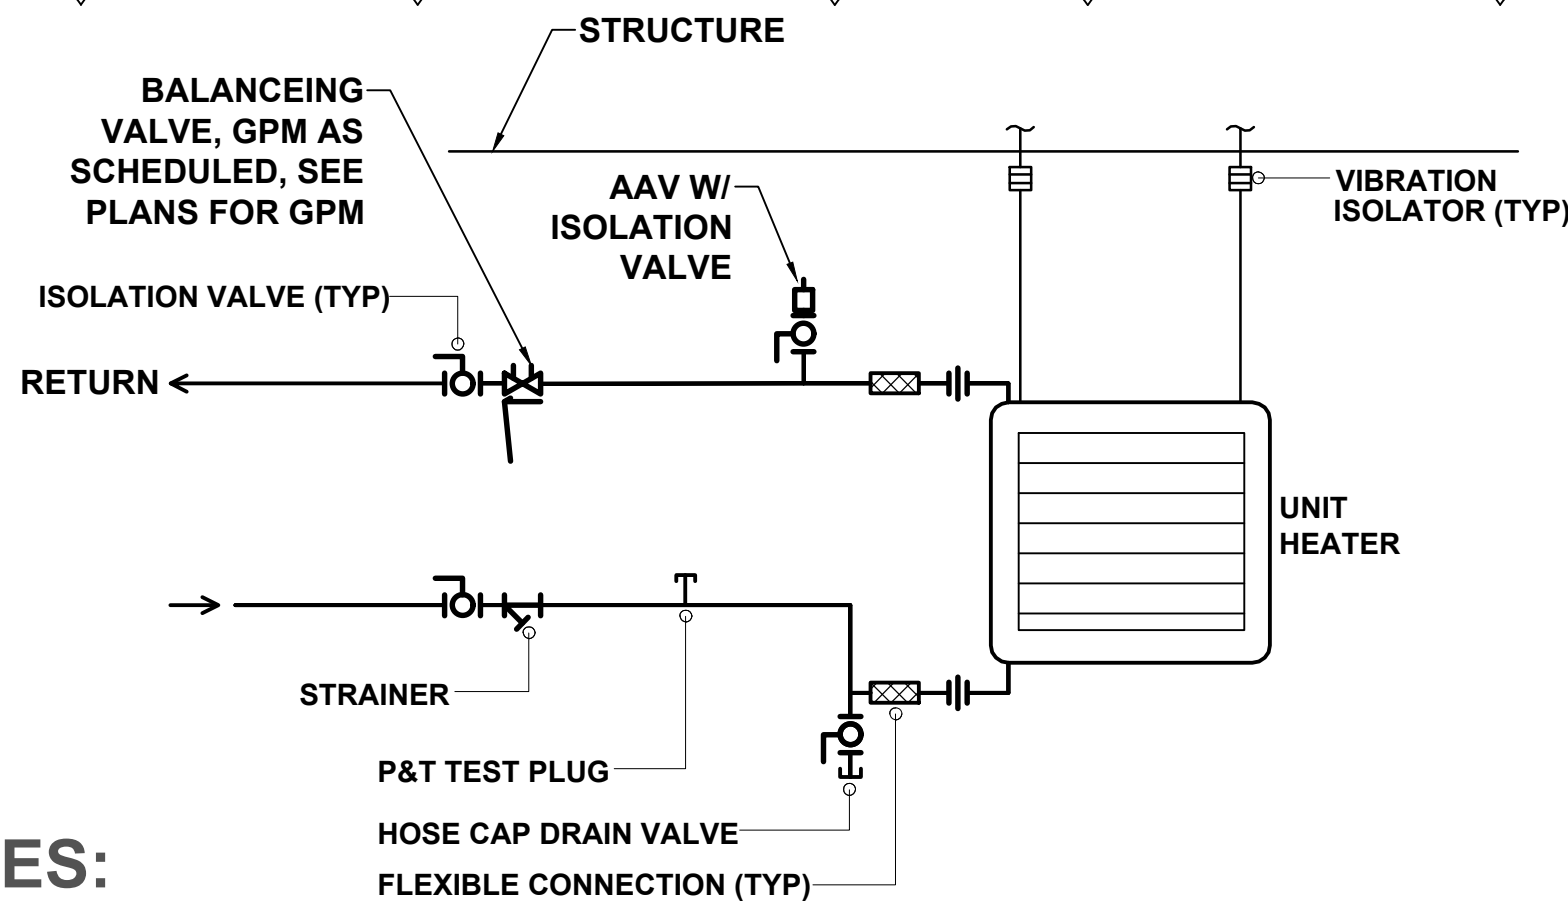 STRUCTURE
BALANCEING
VALVE, GPM AS
SCHEDULED, SEE
PLANS FOR GPM
AAV W/
ISOLATION
VALVE
VIBRATION
ISOLATOR (TYP)
ISOLATION VALVE (TYP)
RETURN
UNIT
HEATER
STRAINER
P&T TEST PLUG
HOSE CAP DRAIN VALVE
FLEXIBLE CONNECTION (TYP)
ES: